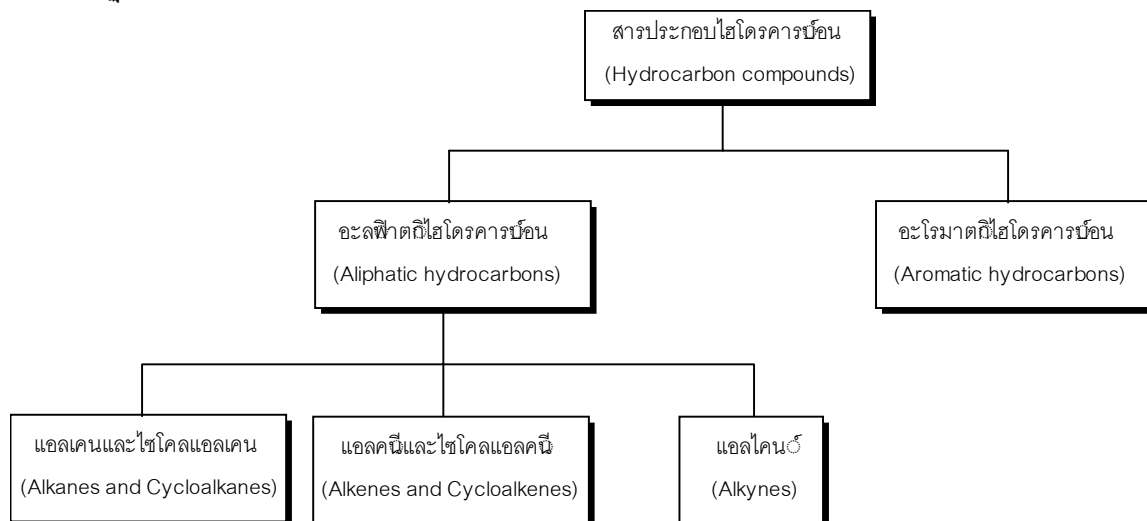 สารประกอบไฮโดรคาร์บอน
(Hydrocarbon compounds)
อะลิฟาติกไฮโดรคาร์บอน
(Aliphatic hydrocarbons)
อะโรมาติกไฮโดรคาร์บอน
(Aromatic hydrocarbons)
แอลเคนและไซโคลแอลเคน
(Alkanes and Cycloalkanes)
แอลคีนและไซโคลแอลคีน
(Alkenes and Cycloalkenes)
แอลไคน์
(Alkynes)